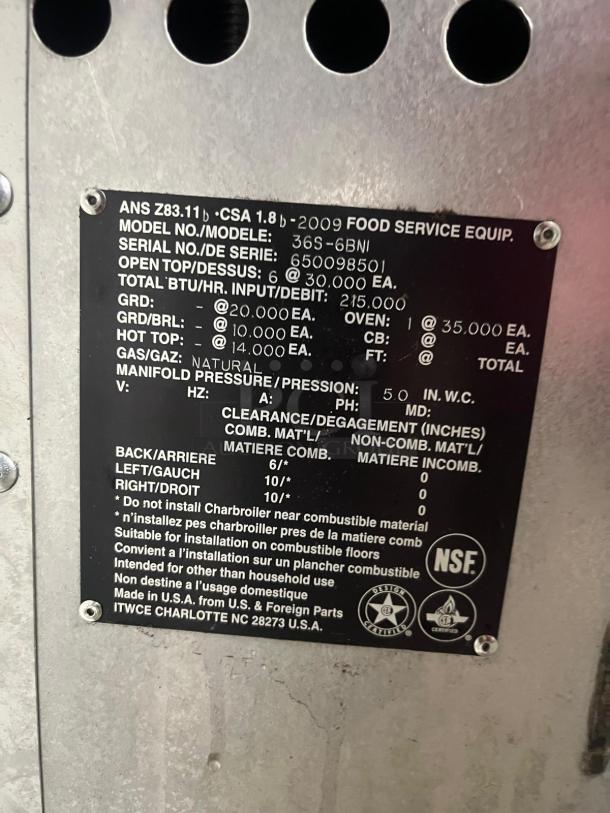 ANS Z83.11b •CSA 1.8b-2009 FOOD SERVICE EQUIP.
MODEL NO./MODELE: 36S-6BN1
SERIAL NO./DE SERIE: 650098501
OPEN TOP/DESSUS: 6 @ 30.000 EA.
TOTAL BTU/HR. INPUT/DEBIT: 215.000
GRD: - @ 20.000 EA. OVEN: 1 @ 35.000 EA.
GRD/BRL: - @ 10.000 EA. CB: @ EA.
HOT TOP: - @ 14.000 EA. FT: @ TOTAL
GAS/GAZ: NATURAL
MANIFOLD PRESSURE/PRESSION: 5.0 IN. W.C.
V: HZ: A: PH: MD:
CLEARANCE/DEGAGEMENT (INCHES)
COMB. MAT'L/ NON-COMB. MAT'L/
MATIERE COMB. MATIERE INCOMB.
BACK/ARRIERE 6/* 0
LEFT/GAUCH 10/* 0
RIGHT/DROIT 10/* 0
* Do not install Charbroiler near combustible material
* n'installez pes charbroiller pres de la matiere comb
Suitable for installation on combustible floors
Convient a l'installation sur un plancher combustible
Intended for other than household use
Non destine a l'usage domestique
Made in U.S.A. from U.S. & Foreign Parts
ITWCE CHARLOTTE NC 28273 U.S.A.
NSF®
DESIGN CERTIFIED
CERTIFIED